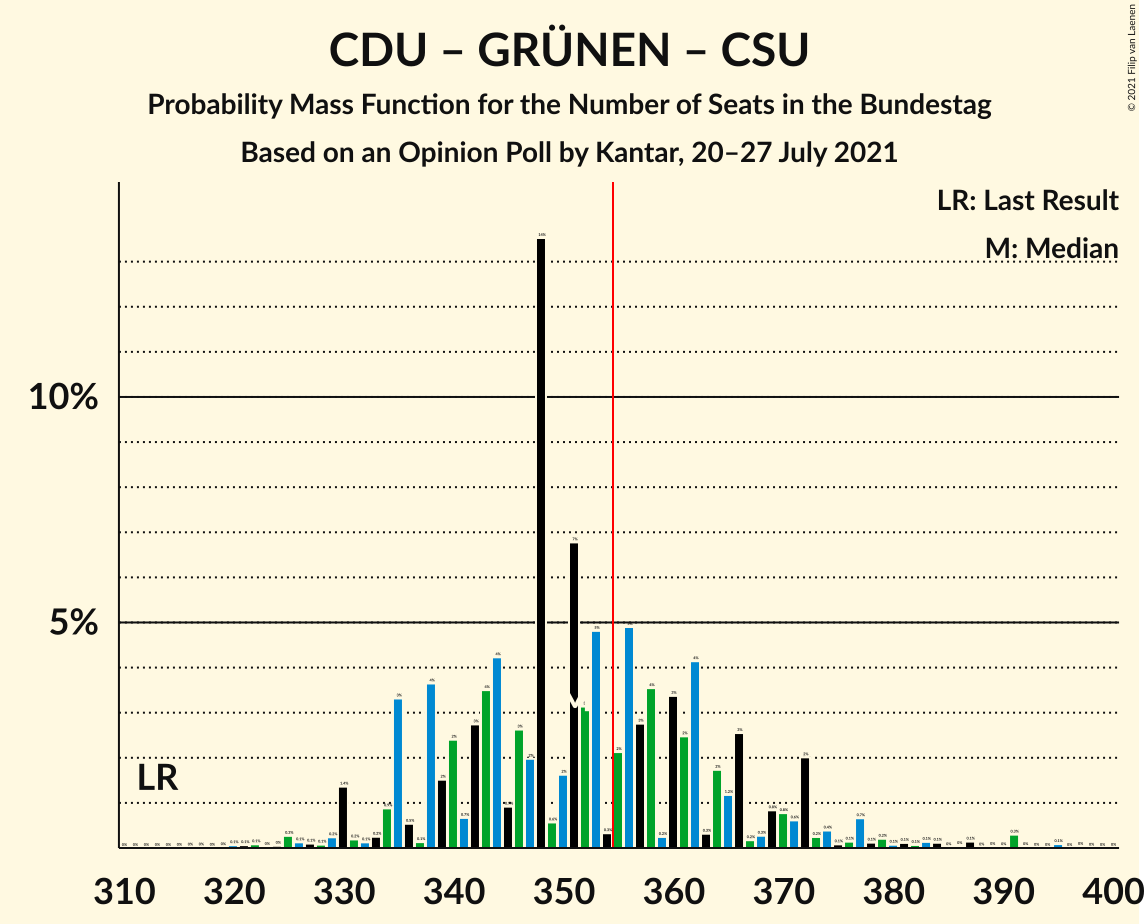 CDU – GRÜNEN – CSU
Probability Mass Function for the Number of Seats in the Bundestag
Based on an Opinion Poll by Kantar, 20–27 July 2021
© 2021 Filip van Laenen
LR: Last Result
M: Median
10%
5%
LR
310 320 330 340 350 360 370 380 390 400